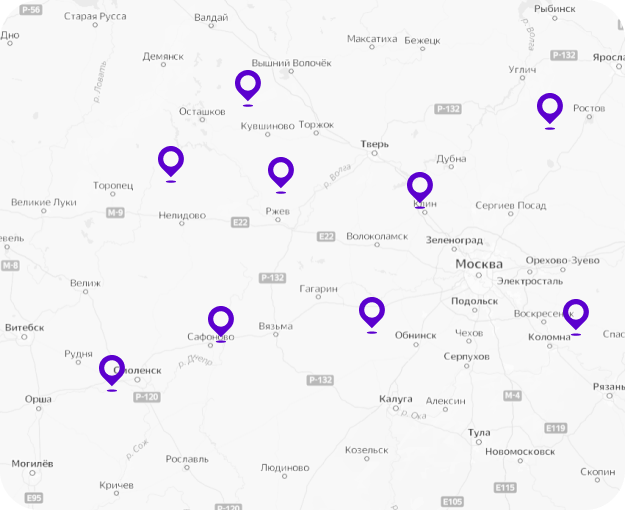 Р-56
Старая Русса
Валдай
Рыбинск
Дно
Максатиха
Бежецк
р. Волга
Демянск
Вышний Волочёк
Р-132
Яросла
р. Ловать
Углич
Осташков
Р-132
Ростов
Кувшиново
Торжок
Тверь
Дубна
Торопец
р. Волга
Великие Луки
М-9
Нелидово
Е22
Ржев
Клин
Сергиев Посад
Е22
Волоколамск
Зеленоград
евель
М-8
Москва
Орехово-Зуево
Велиж
Р-132
Гагарин
Электросталь
Подольск
Витебск
Сафоново
Вязьма
Обнинск
Чехов
Воскресенск
Коломна
Спас
Рудня
р. Днепр
Серпухов
Смоленск
Р-132
Рязань
Орша
Р-120
Калуга
Алексин
М-4
р. Ока
Е119
р. Сож
Тула
Могилёв
Рославль
Людиново
Козельск
Новомосковск
Скопин
Е95
Кричев
Е115
Р-120
Е105